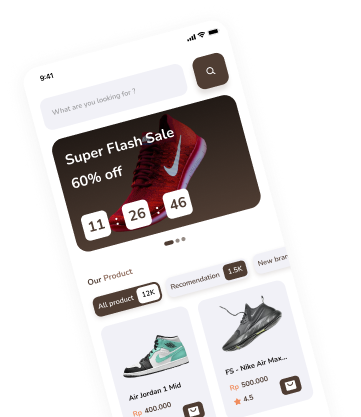 9:41
What are you looking for ?
Super Flash Sale
60% off
11 : 26 : 46
Our Product
All product 12K
Recomendation 1.5K
New bran
Air Jordan 1 Mid
Rp 400.000
FS - Nike Air Max...
Rp 500.000
4.5